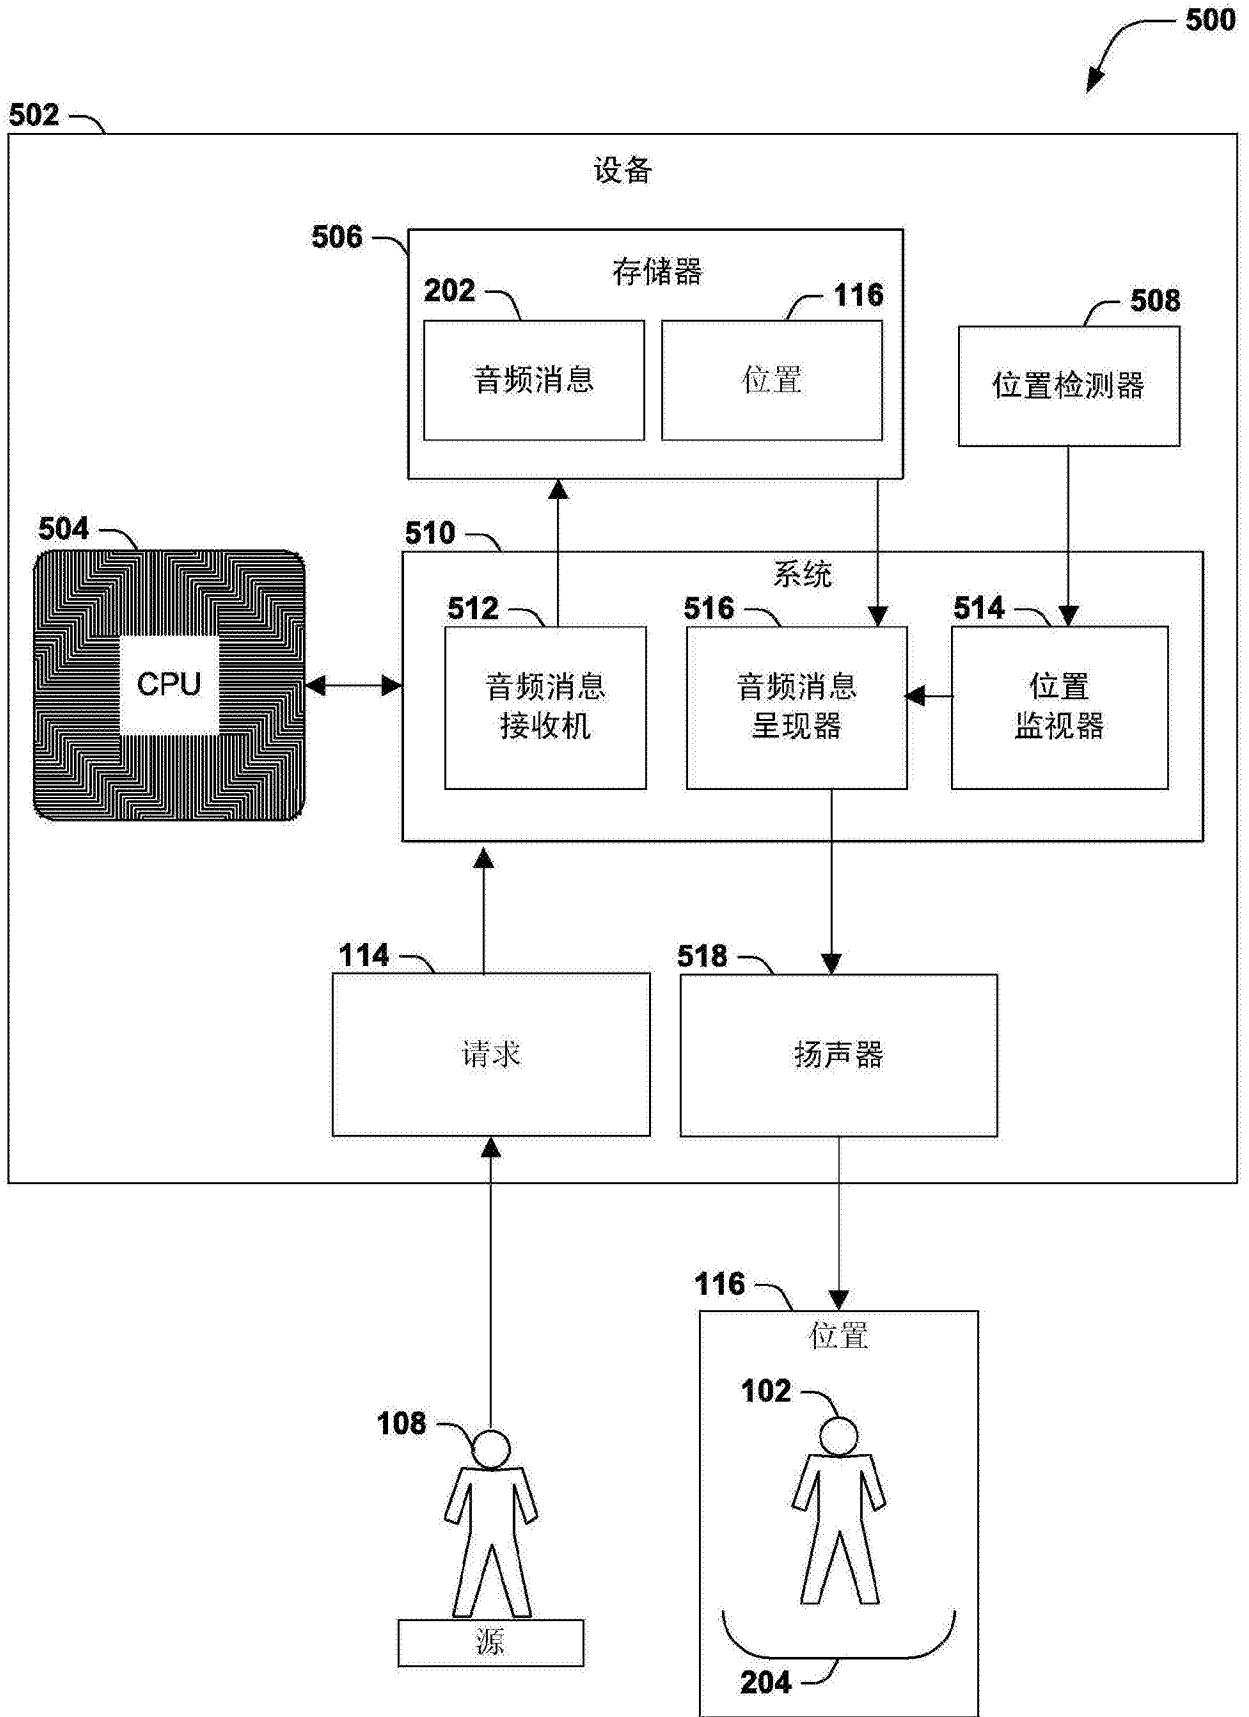 500
502
设备
506
存储器
202
116
508
音频消息
位置
位置检测器
504
510
系统
512
516
514
CPU
音频消息
接收机
音频消息
呈现器
位置
监视器
114
518
请求
扬声器
116
位置
102
108
源
204